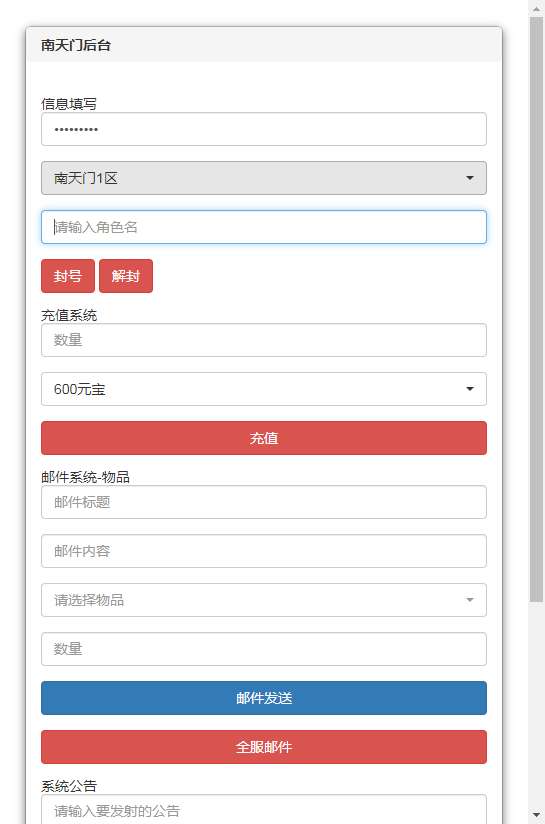 南天门后台
信息填写
•••••••••
南天门1区
请输入角色名
封号 解封
充值系统
数量
600元宝
充值
邮件系统-物品
邮件标题
邮件内容
请选择物品
数量
邮件发送
全服邮件
系统公告
请输入要发射的公告